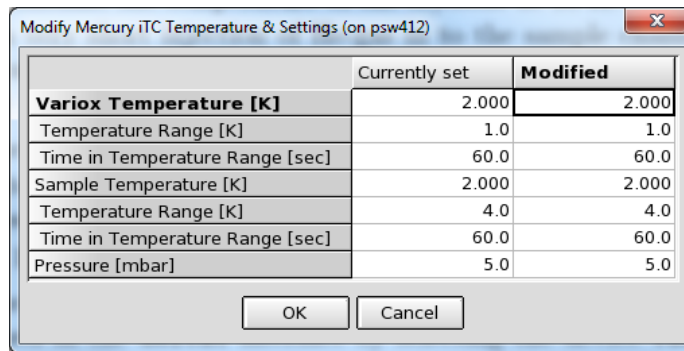 Modify Mercury iTC Temperature & Settings (on psw412)
Currently set Modified
Variox Temperature [K] 2.000 2.000
Temperature Range [K] 1.0 1.0
Time in Temperature Range [sec] 60.0 60.0
Sample Temperature [K] 2.000 2.000
Temperature Range [K] 4.0 4.0
Time in Temperature Range [sec] 60.0 60.0
Pressure [mbar] 5.0 5.0
OK Cancel